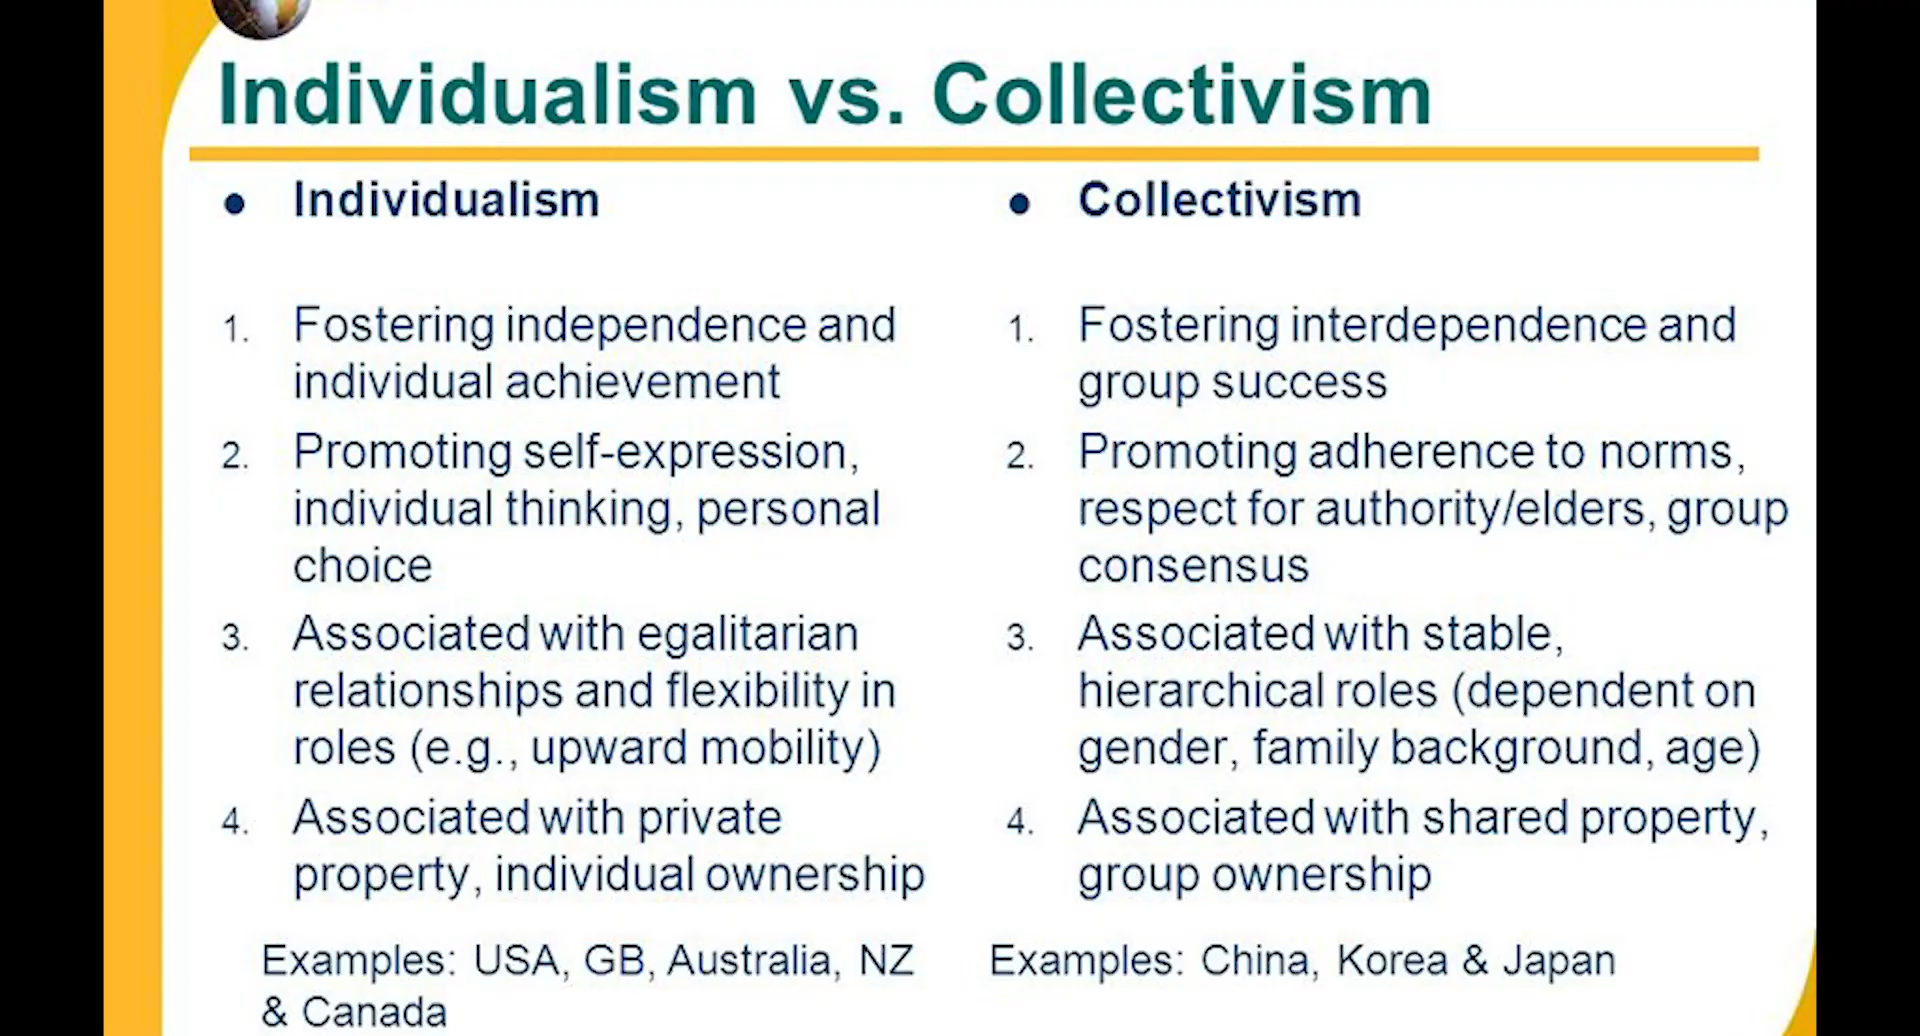 Individualism vs. Collectivism
● Individualism
1. Fostering independence and
individual achievement
2. Promoting self-expression,
individual thinking, personal
choice
3. Associated with egalitarian
relationships and flexibility in
roles (e.g., upward mobility)
4. Associated with private
property, individual ownership
Examples: USA, GB, Australia, NZ
& Canada
● Collectivism
1. Fostering interdependence and
group success
2. Promoting adherence to norms,
respect for authority/elders, group
consensus
3. Associated with stable,
hierarchical roles (dependent on
gender, family background, age)
4. Associated with shared property,
group ownership
Examples: China, Korea & Japan